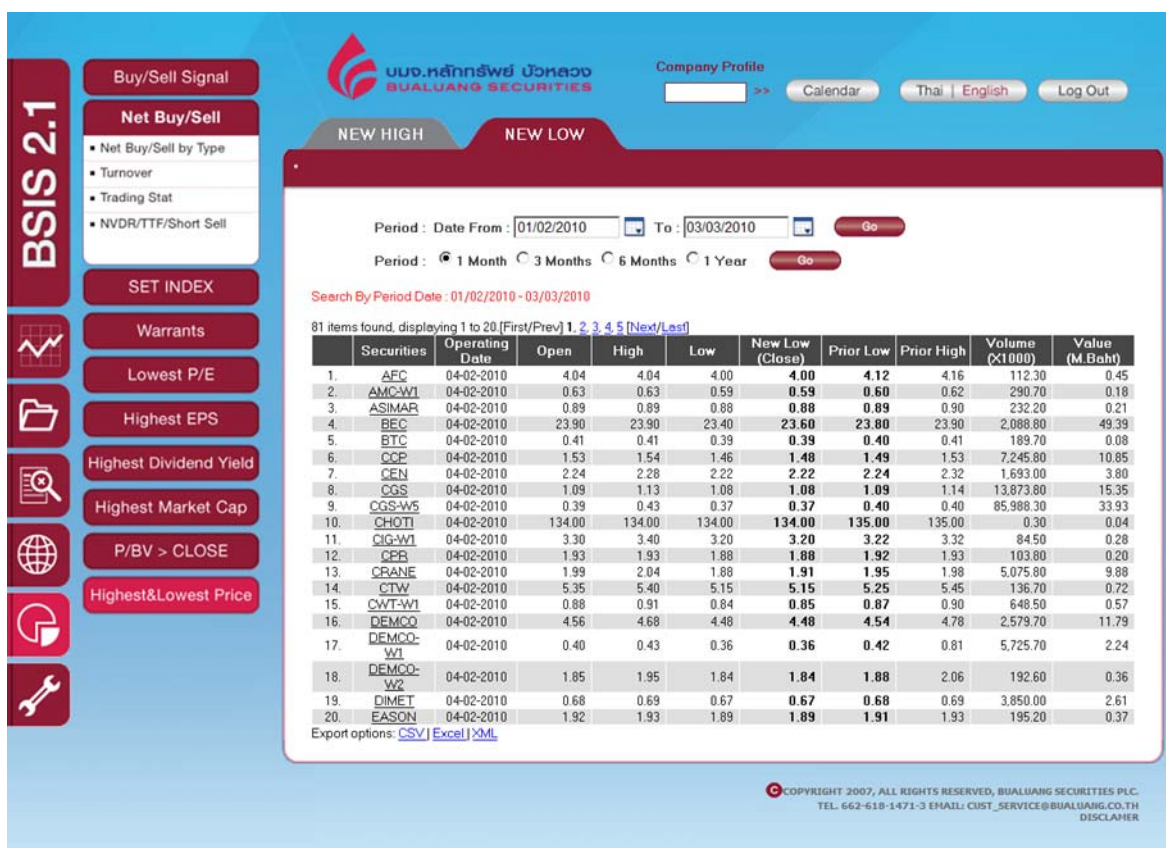 BSIS 2.1
Buy/Sell Signal
Net Buy/Sell
Net Buy/Sell by Type
Turnover
Trading Stat
NVDR/TTF/Short Sell
SET INDEX
Warrants
Lowest P/E
Highest EPS
Highest Dividend Yield
Highest Market Cap
P/BV > CLOSE
Highest&Lowest Price
บมจ.หลักทรัพย์ บัวหลวง
BUALUANG SECURITIES
Company Profile
>> Calendar Thai | English Log Out
NEW HIGH NEW LOW
Period : Date From : 01/02/2010 To : 03/03/2010 Go
Period : 1 Month 3 Months 6 Months 1 Year Go
Search By Period Date : 01/02/2010 - 03/03/2010
81 items found, displaying 1 to 20.[First/Prev] 1, 2, 3, 4, 5 [Next/Last]
Securities Operating Date Open High Low New Low (Close) Prior Low Prior High Volume (X1000) Value (M.Baht)
1. AFC 04-02-2010 4.04 4.04 4.00 4.00 4.12 4.16 112.30 0.45
2. AMC-W1 04-02-2010 0.63 0.63 0.59 0.59 0.60 0.62 290.70 0.18
3. ASIMAR 04-02-2010 0.89 0.89 0.88 0.88 0.89 0.90 232.20 0.21
4. BEC 04-02-2010 23.90 23.90 23.40 23.60 23.80 23.90 2,088.80 49.39
5. BTC 04-02-2010 0.41 0.41 0.39 0.39 0.40 0.41 189.70 0.08
6. CCP 04-02-2010 1.53 1.54 1.46 1.48 1.49 1.53 7,245.80 10.85
7. CEN 04-02-2010 2.24 2.28 2.22 2.22 2.24 2.32 1,693.00 3.80
8. CGS 04-02-2010 1.09 1.13 1.08 1.08 1.09 1.14 13,873.80 15.35
9. CGS-W5 04-02-2010 0.39 0.43 0.37 0.37 0.40 0.40 85,988.30 33.93
10. CHOTI 04-02-2010 134.00 134.00 134.00 134.00 135.00 135.00 0.30 0.04
11. CIG-W1 04-02-2010 3.30 3.40 3.20 3.20 3.22 3.32 84.50 0.28
12. CPR 04-02-2010 1.93 1.93 1.88 1.88 1.92 1.93 103.80 0.20
13. CRANE 04-02-2010 1.99 2.04 1.88 1.91 1.95 1.98 5,075.80 9.88
14. CTW 04-02-2010 5.35 5.40 5.15 5.15 5.25 5.45 136.70 0.72
15. CWT-W1 04-02-2010 0.88 0.91 0.84 0.85 0.87 0.90 648.50 0.57
16. DEMCO 04-02-2010 4.56 4.68 4.48 4.48 4.54 4.78 2,579.70 11.79
17. DEMCO-W1 04-02-2010 0.40 0.43 0.36 0.36 0.42 0.81 5,725.70 2.24
18. DEMCO-W2 04-02-2010 1.85 1.95 1.84 1.84 1.88 2.06 192.60 0.36
19. DIMET 04-02-2010 0.68 0.69 0.67 0.67 0.68 0.69 3,850.00 2.61
20. EASON 04-02-2010 1.92 1.93 1.89 1.89 1.91 1.93 195.20 0.37
Export options: CSV | Excel | XML
COPYRIGHT 2007, ALL RIGHTS RESERVED, BUALUANG SECURITIES PLC.
TEL. 662-618-1471-3 EMAIL: CUST_SERVICE@BUALUANG.CO.TH
DISCLAMER